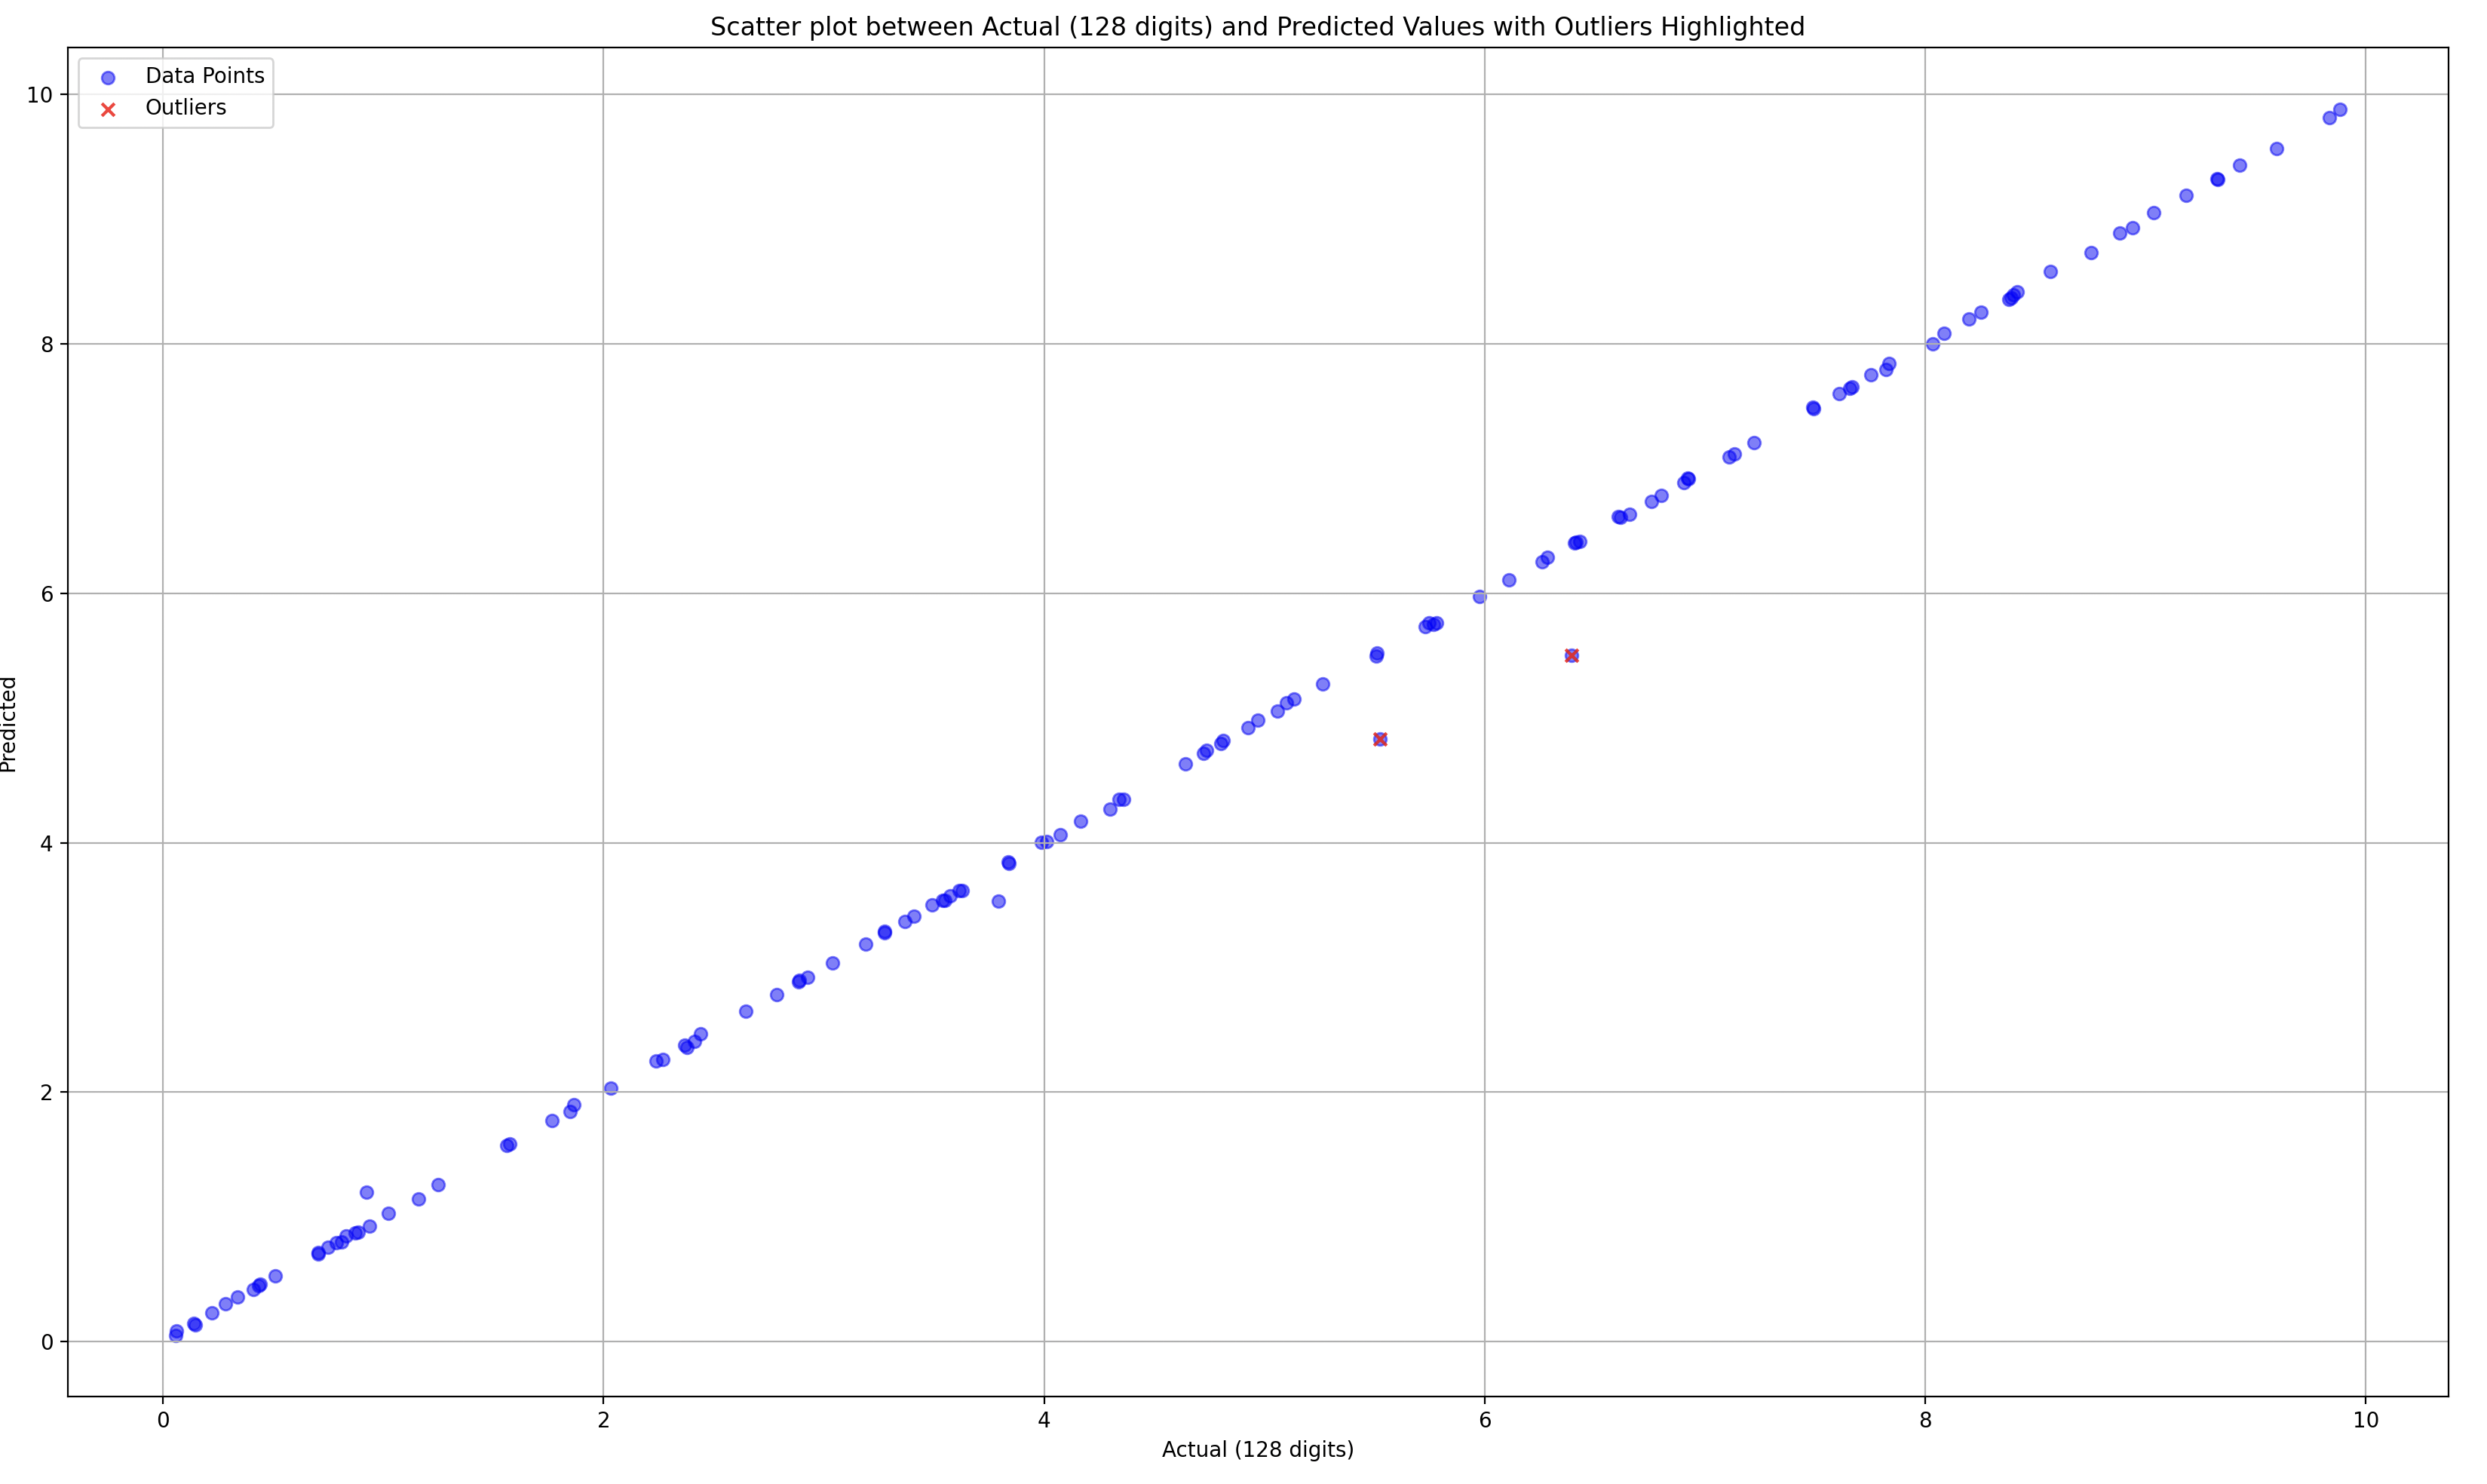 Scatter plot between Actual (128 digits) and Predicted Values with Outliers Highlighted
Data Points
Outliers
10
8
6
4
2
0
Predicted
0 2 4 6 8 10
Actual (128 digits)